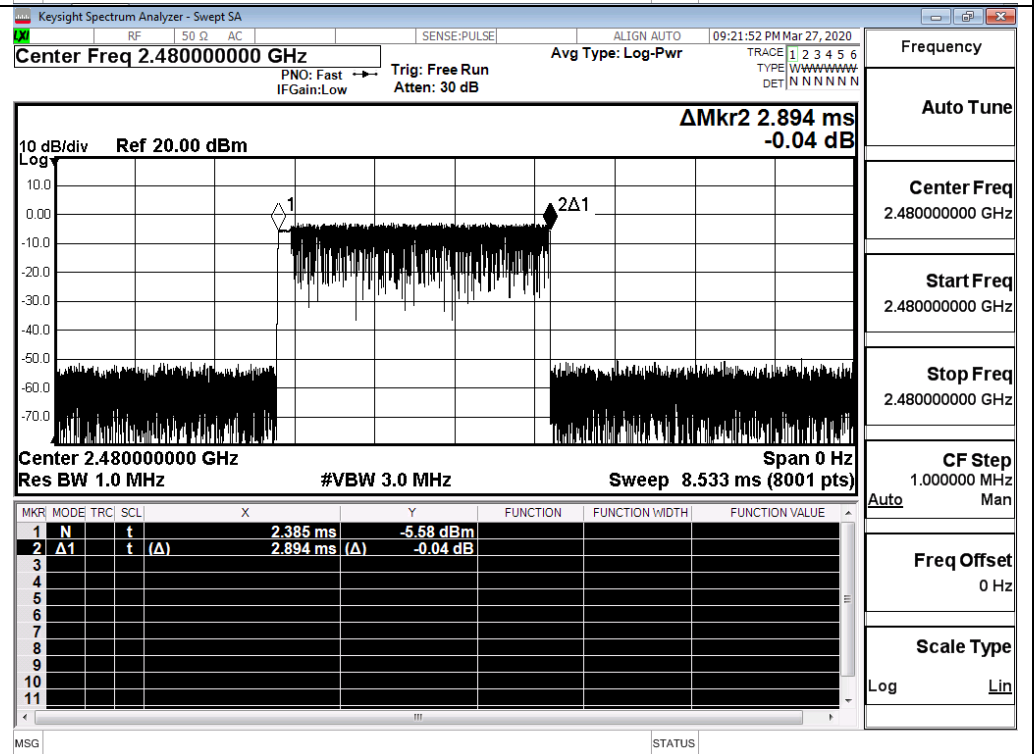 Keysight Spectrum Analyzer - Swept SA
LXI RF 50 Ω AC SENSE:PULSE ALIGN AUTO 09:21:52 PM Mar 27, 2020
Center Freq 2.480000000 GHz
PNO: Fast
IFGain:Low
Trig: Free Run
Atten: 30 dB
Avg Type: Log-Pwr
TRACE 1 2 3 4 5 6
TYPE WWWWWW
DET N N N N N N
ΔMkr2 2.894 ms
-0.04 dB
10 dB/div Ref 20.00 dBm
Log
10.0
0.00
-10.0
-20.0
-30.0
-40.0
-50.0
-60.0
-70.0
1
2Δ1
Center 2.480000000 GHz Span 0 Hz
Res BW 1.0 MHz #VBW 3.0 MHz Sweep 8.533 ms (8001 pts)
MKR MODE TRC SCL X Y FUNCTION FUNCTION WIDTH FUNCTION VALUE
1 N t 2.385 ms -5.58 dBm
2 Δ1 t (Δ) 2.894 ms (Δ) -0.04 dB
3
4
5
6
7
8
9
10
11
MSG STATUS
Frequency
Auto Tune
Center Freq
2.480000000 GHz
Start Freq
2.480000000 GHz
Stop Freq
2.480000000 GHz
CF Step
1.000000 MHz
Auto Man
Freq Offset
0 Hz
Scale Type
Log Lin